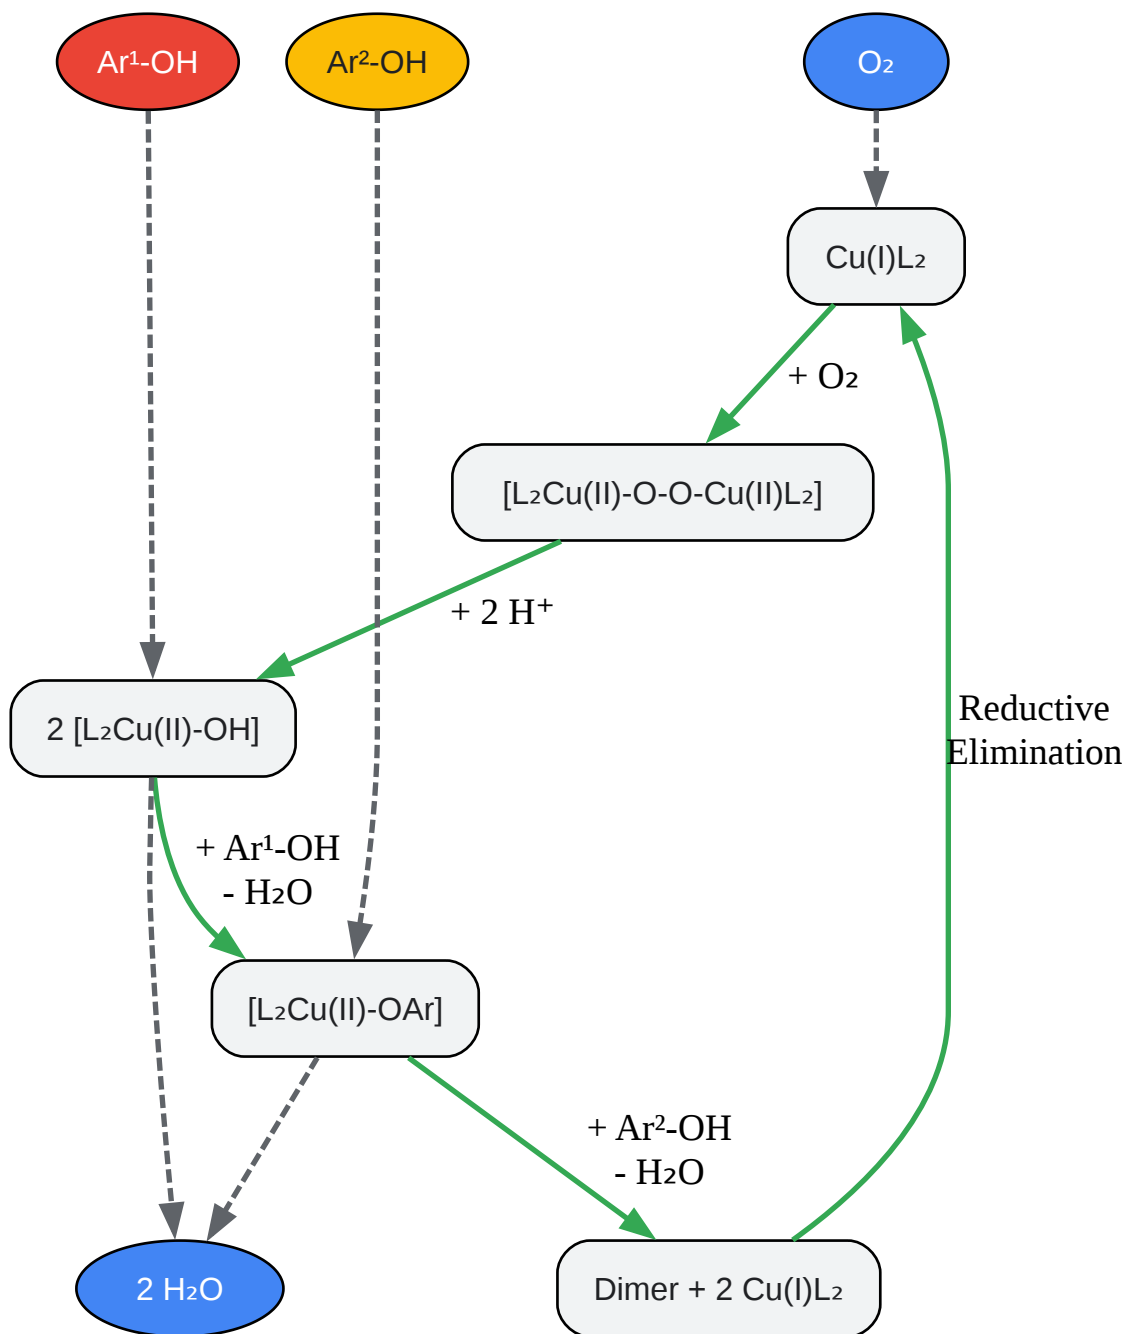 Ar¹-OH
Ar²-OH
O₂
Cu(I)L₂
+ O₂
[L₂Cu(II)-O-O-Cu(II)L₂]
+ 2 H⁺
2 [L₂Cu(II)-OH]
Reductive
Elimination
+ Ar¹-OH
- H₂O
[L₂Cu(II)-OAr]
+ Ar²-OH
- H₂O
2 H₂O
Dimer + 2 Cu(I)L₂